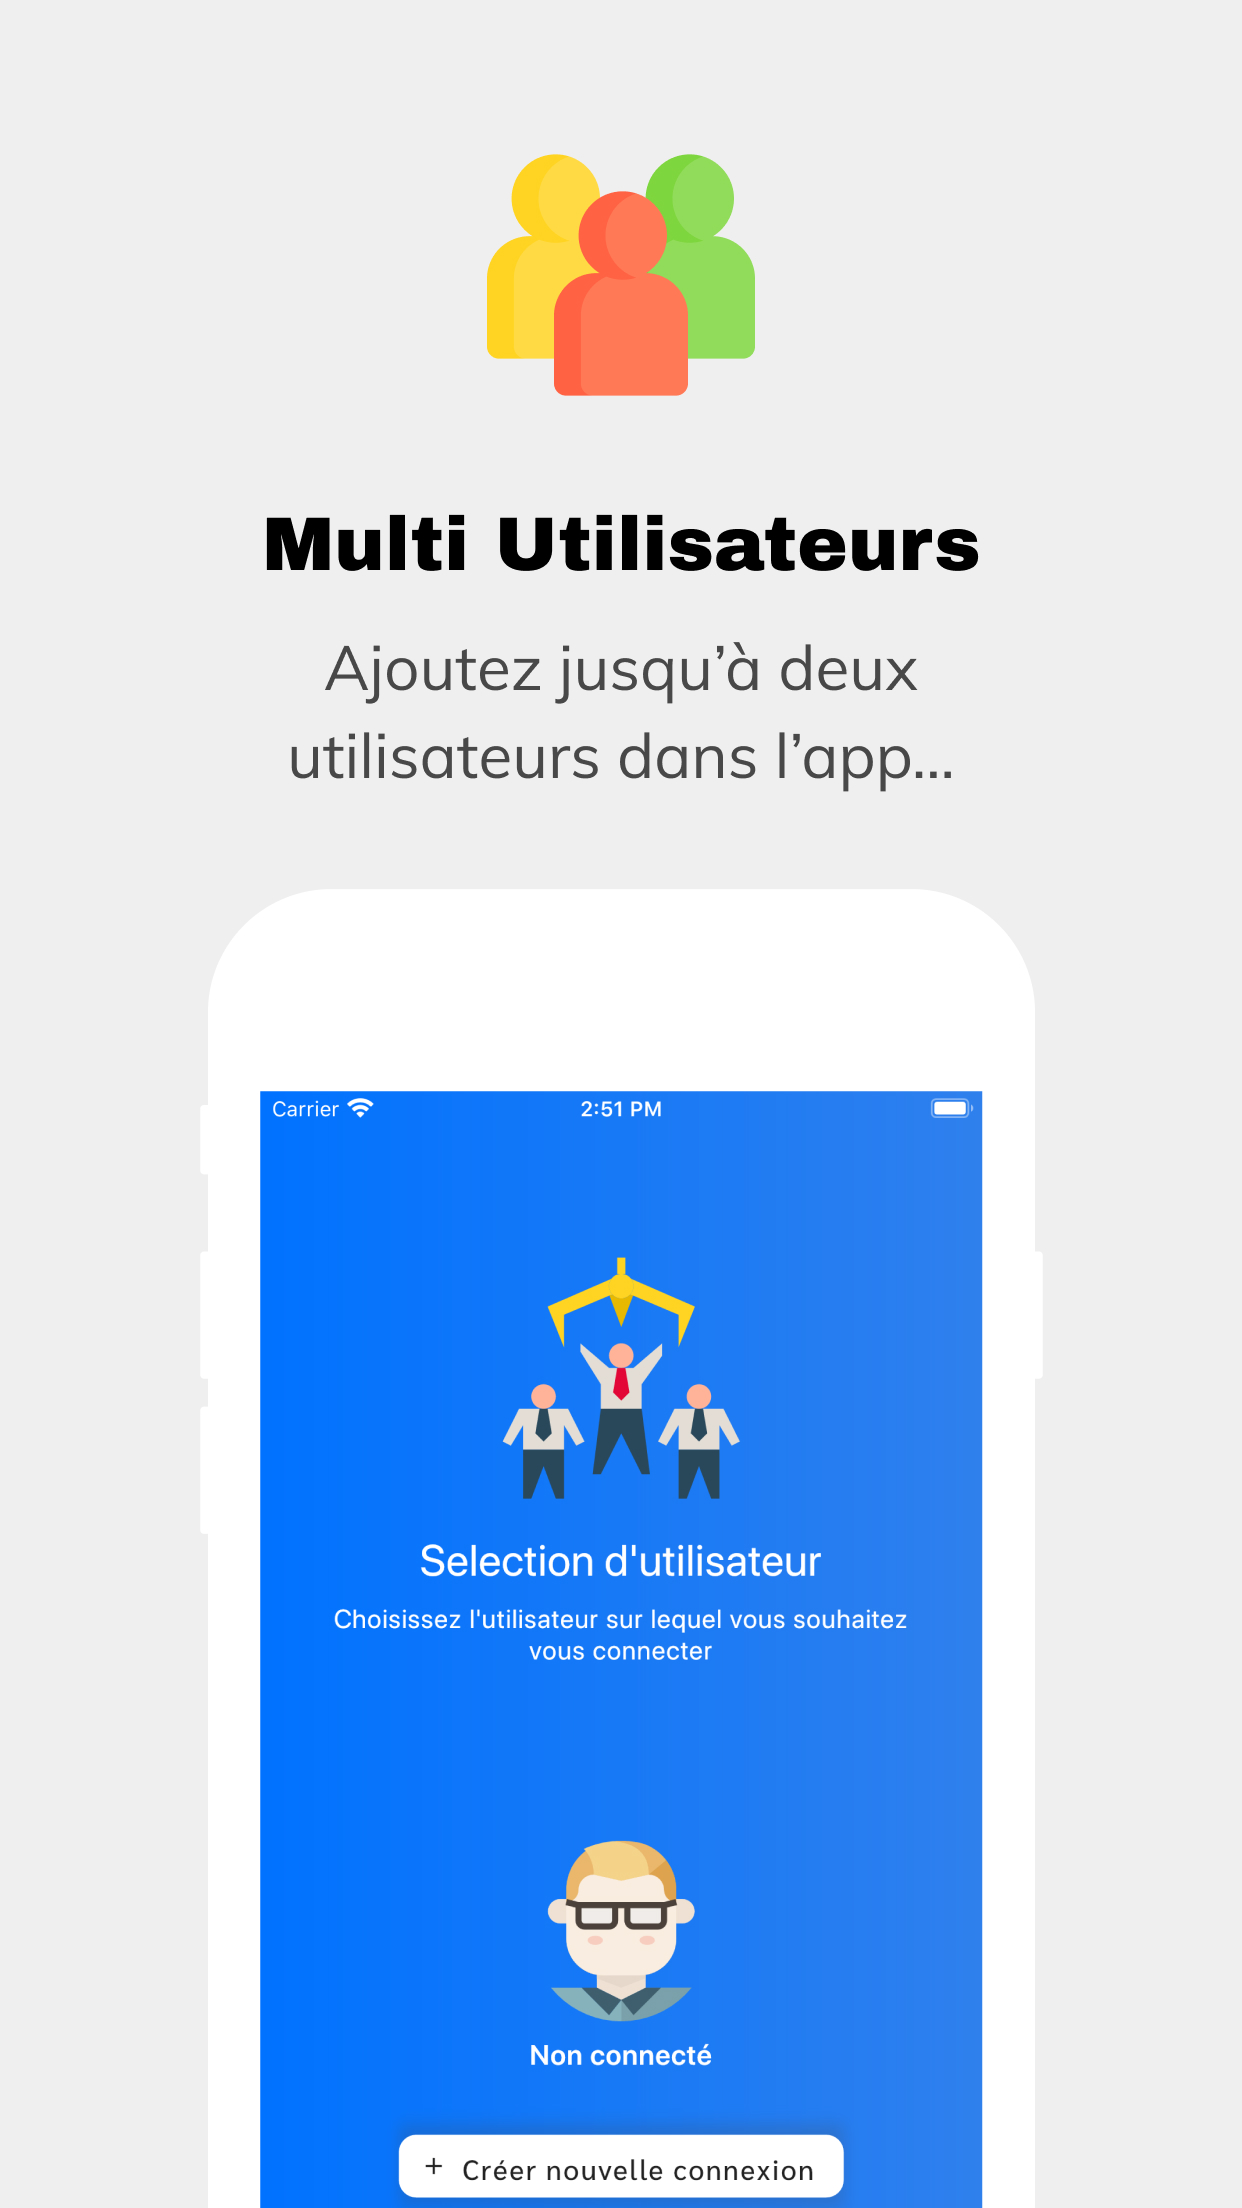 Multi Utilisateurs
Ajoutez jusqu’à deux
utilisateurs dans l’app...
Carrier
2:51 PM
Selection d'utilisateur
Choisissez l'utilisateur sur lequel vous souhaitez
vous connecter
Non connecté
+ Créer nouvelle connexion